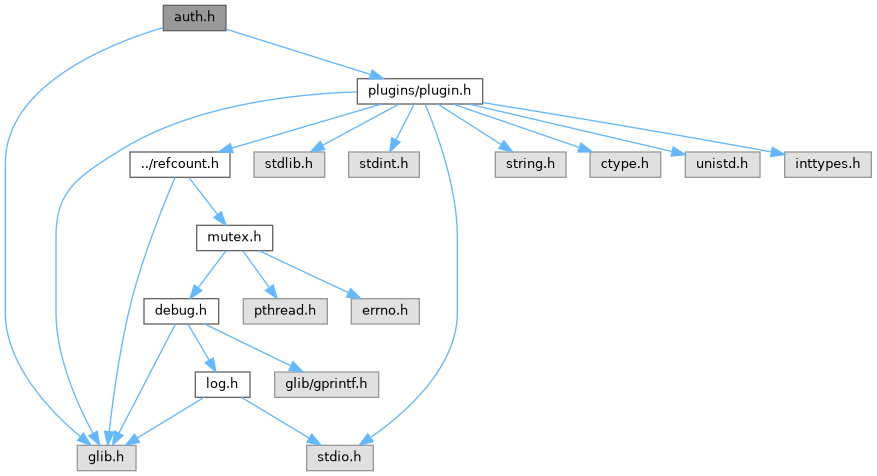 auth.h
plugins/plugin.h
../refcount.h
stdlib.h
stdint.h
string.h
ctype.h
unistd.h
inttypes.h
mutex.h
debug.h
pthread.h
errno.h
log.h
glib/gprintf.h
glib.h
stdio.h